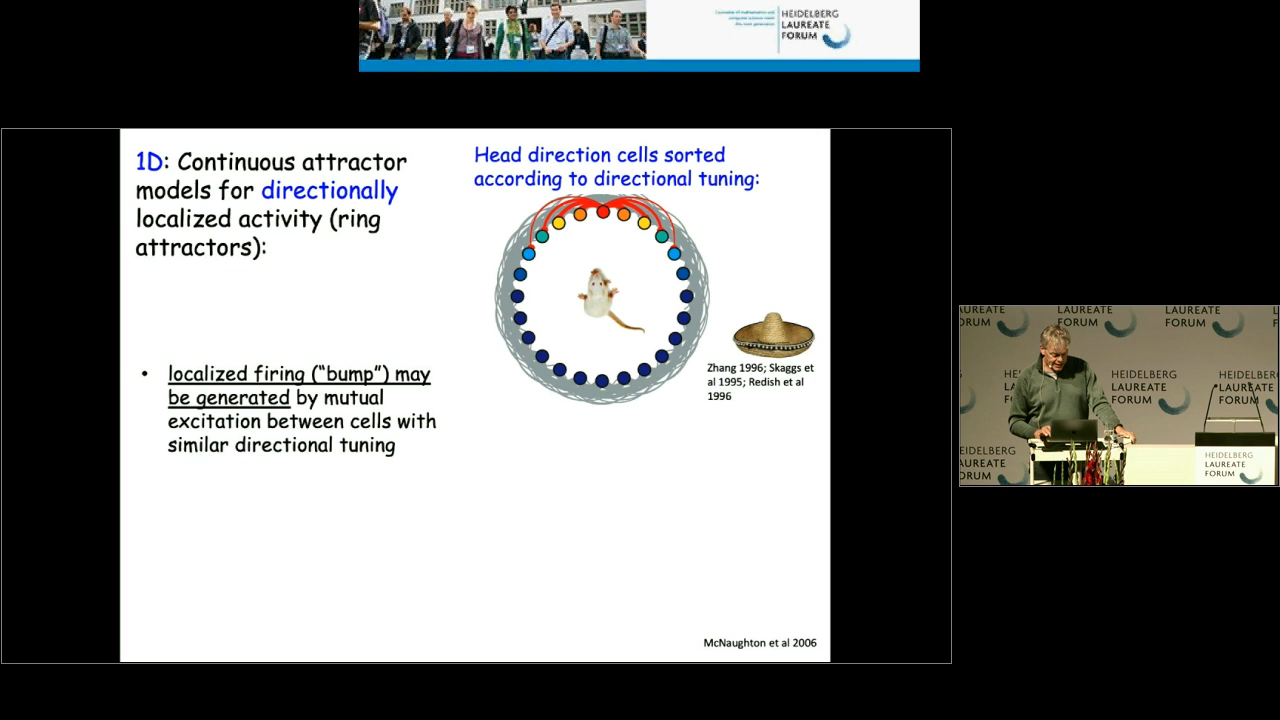 HEIDELBERG
LAUREATE
FORUM
1D: Continuous attractor
models for directionally
localized activity (ring
attractors):
Head direction cells sorted
according to directional tuning:
Zhang 1996; Skaggs et
al 1995; Redish et al
1996
• localized firing (“bump”) may
be generated by mutual
excitation between cells with
similar directional tuning
McNaughton et al 2006
LAUREATE
FORUM
LAUREATE
FORUM
HEIDELBERG
LAUREATE
FORUM
HEIDELBERG
LAUREATE
FORUM
HEIDELBERG
LAUREATE
FORUM